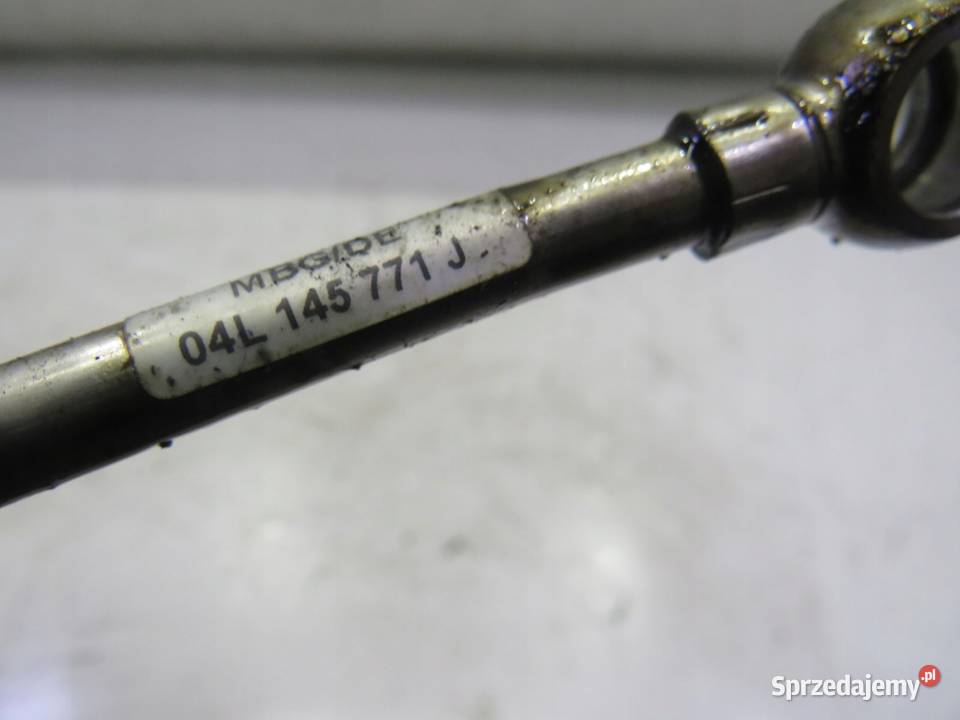 MBG/DE
04L 145 771 J
Sprzedajemy.pl